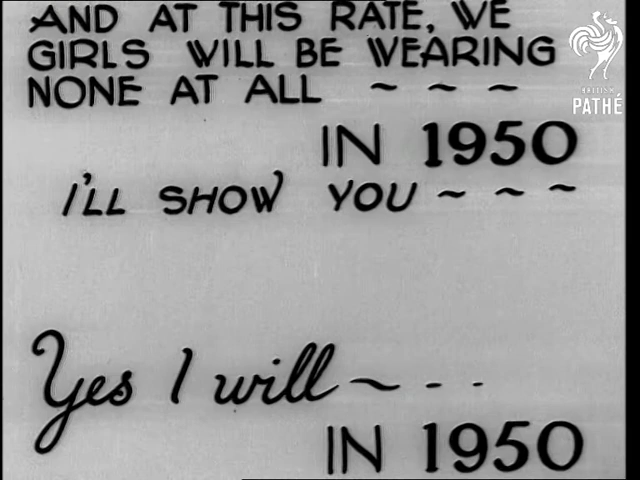 AND AT THIS RATE, WE
GIRLS WILL BE WEARING
NONE AT ALL ~ ~ ~
IN 1950
I'LL SHOW YOU ~ ~ ~
Yes I will ~ - - -
IN 1950
BRITISH
PATHÉ